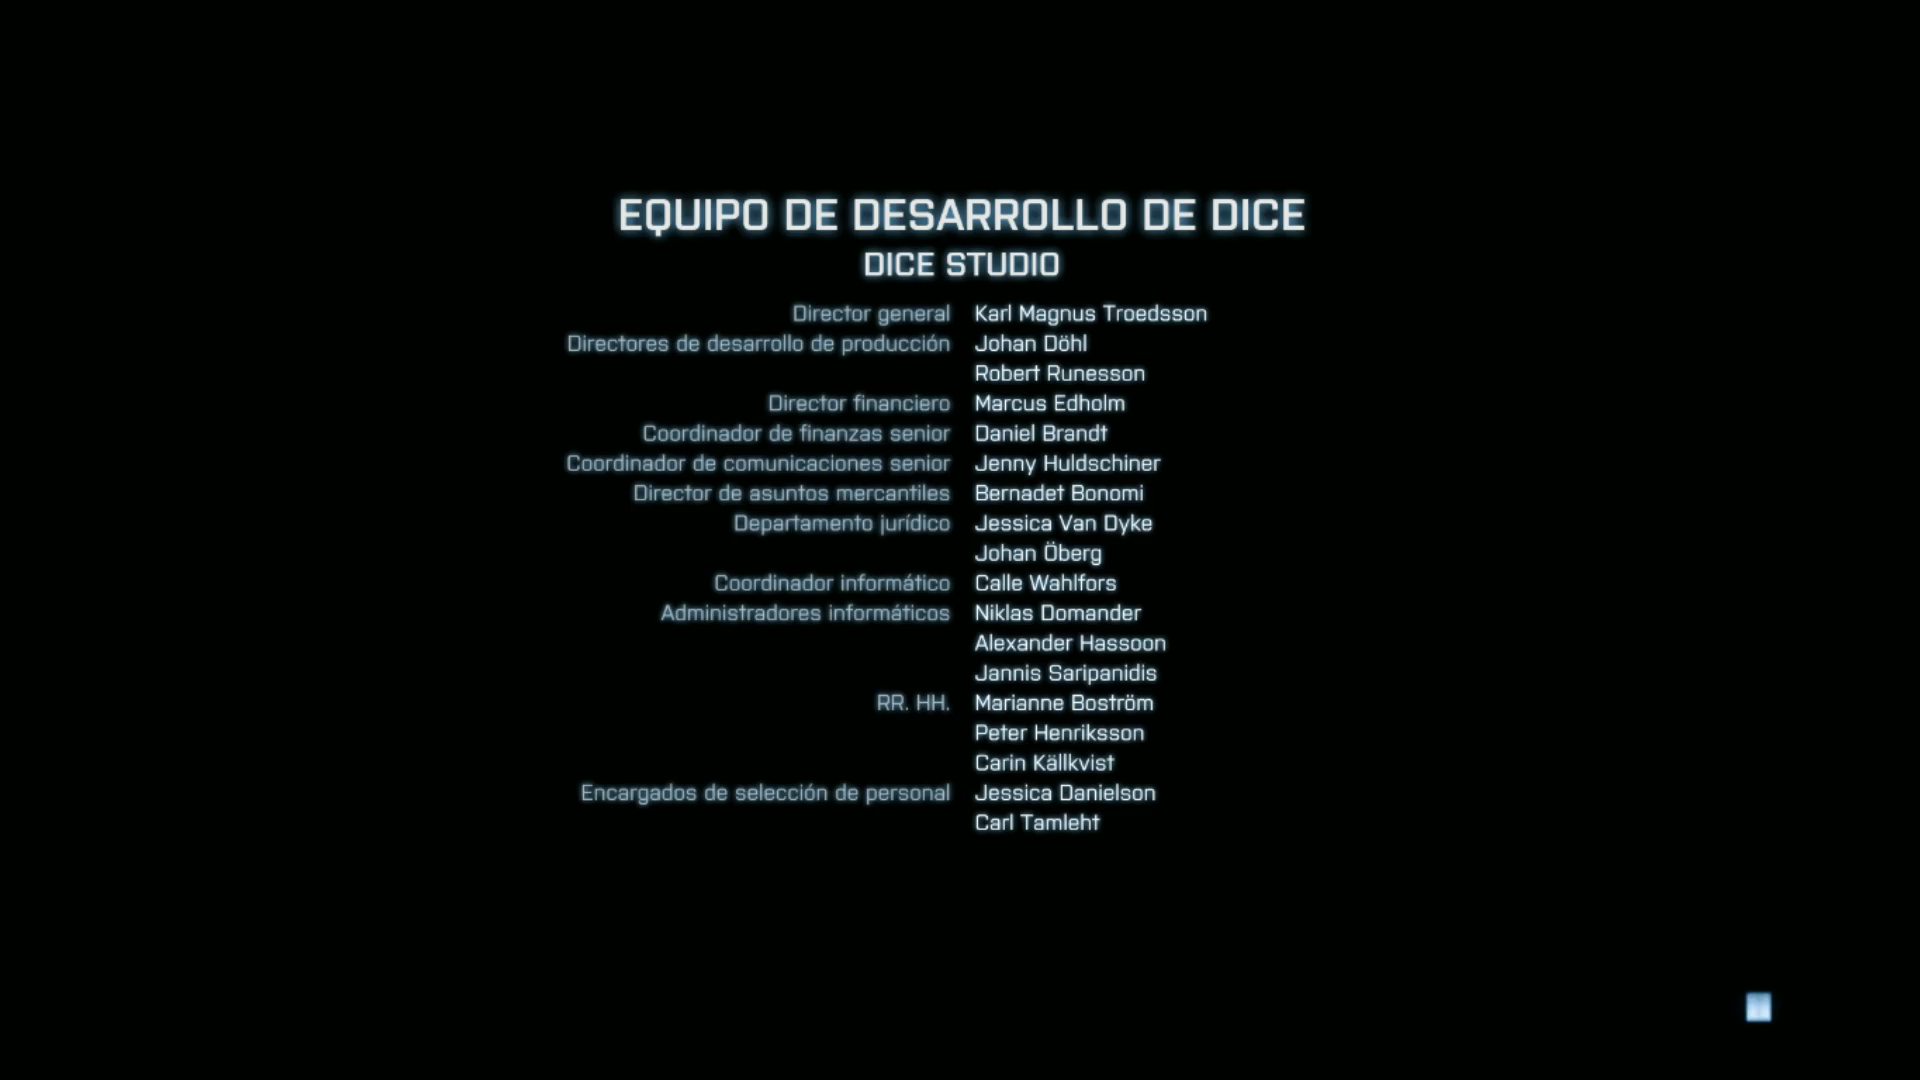 EQUIPO DE DESARROLLO DE DICE
DICE STUDIO
Director general Karl Magnus Troedsson
Directores de desarrollo de producción Johan Döhl
Robert Runesson
Director financiero Marcus Edholm
Coordinador de finanzas senior Daniel Brandt
Coordinador de comunicaciones senior Jenny Huldschiner
Director de asuntos mercantiles Bernadet Bonomi
Departamento jurídico Jessica Van Dyke
Johan Öberg
Coordinador informático Calle Wahlfors
Administradores informáticos Niklas Domander
Alexander Hassoon
Jannis Saripanidis
RR. HH. Marianne Boström
Peter Henriksson
Carin Källkvist
Encargados de selección de personal Jessica Danielson
Carl Tamleht